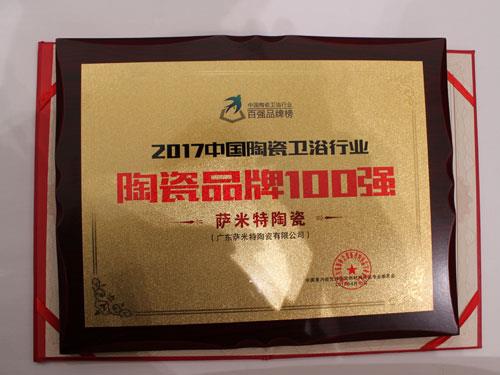 中国陶瓷卫浴行业
百强品牌榜
2017中国陶瓷卫浴行业
陶瓷品牌100强
萨米特陶瓷
(广东萨米特陶瓷有限公司)